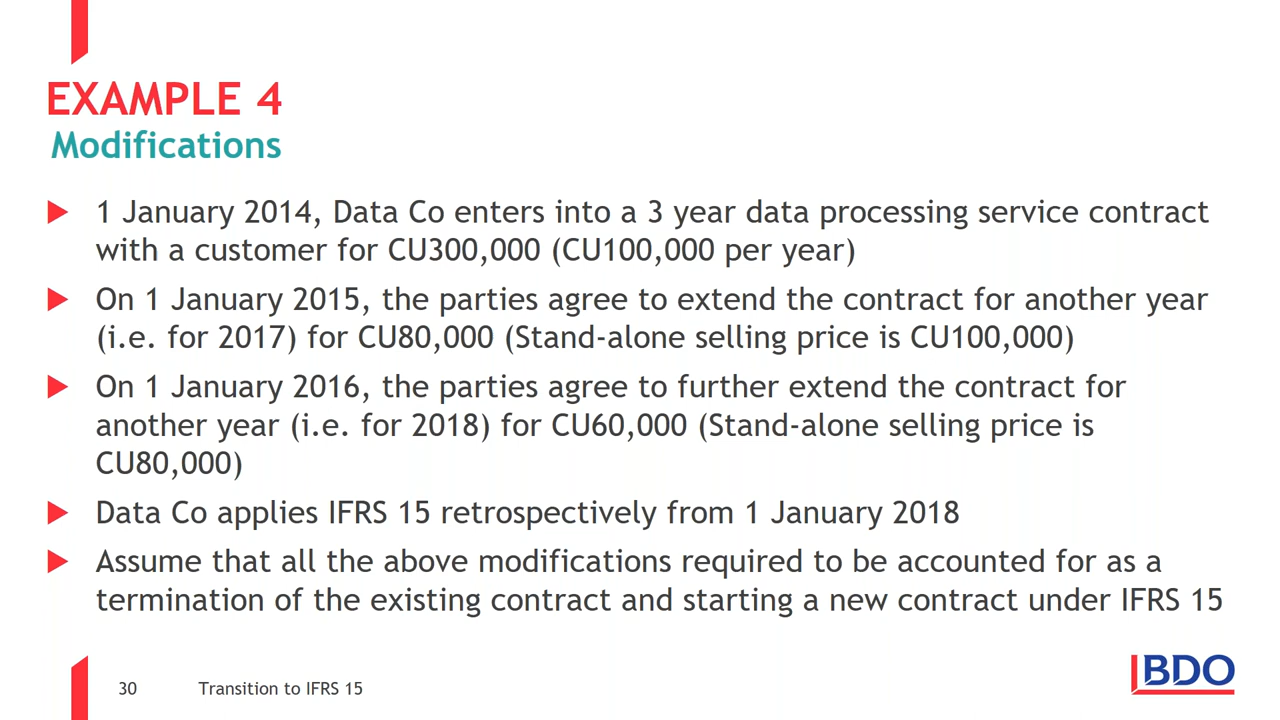 EXAMPLE 4
Modifications
1 January 2014, Data Co enters into a 3 year data processing service contract
with a customer for CU300,000 (CU100,000 per year)
On 1 January 2015, the parties agree to extend the contract for another year
(i.e. for 2017) for CU80,000 (Stand-alone selling price is CU100,000)
On 1 January 2016, the parties agree to further extend the contract for
another year (i.e. for 2018) for CU60,000 (Stand-alone selling price is
CU80,000)
Data Co applies IFRS 15 retrospectively from 1 January 2018
Assume that all the above modifications required to be accounted for as a
termination of the existing contract and starting a new contract under IFRS 15
30 Transition to IFRS 15
BDO